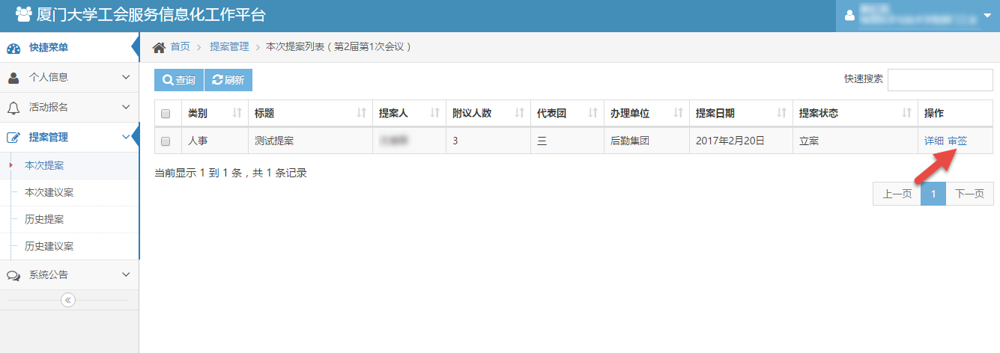 厦门大学工会服务信息化工作平台
快捷菜单
个人信息
活动报名
提案管理
本次提案
本次建议案
历史提案
历史建议案
系统公告
首页 提案管理 本次提案列表（第2届第1次会议）
查询 刷新 快速搜索
类别 标题 提案人 附议人数 代表团 办理单位 提案日期 提案状态 操作
人事 测试提案 3 三 后勤集团 2017年2月20日 立案 详细 审签
当前显示 1 到 1 条，共 1 条记录
上一页 1 下一页